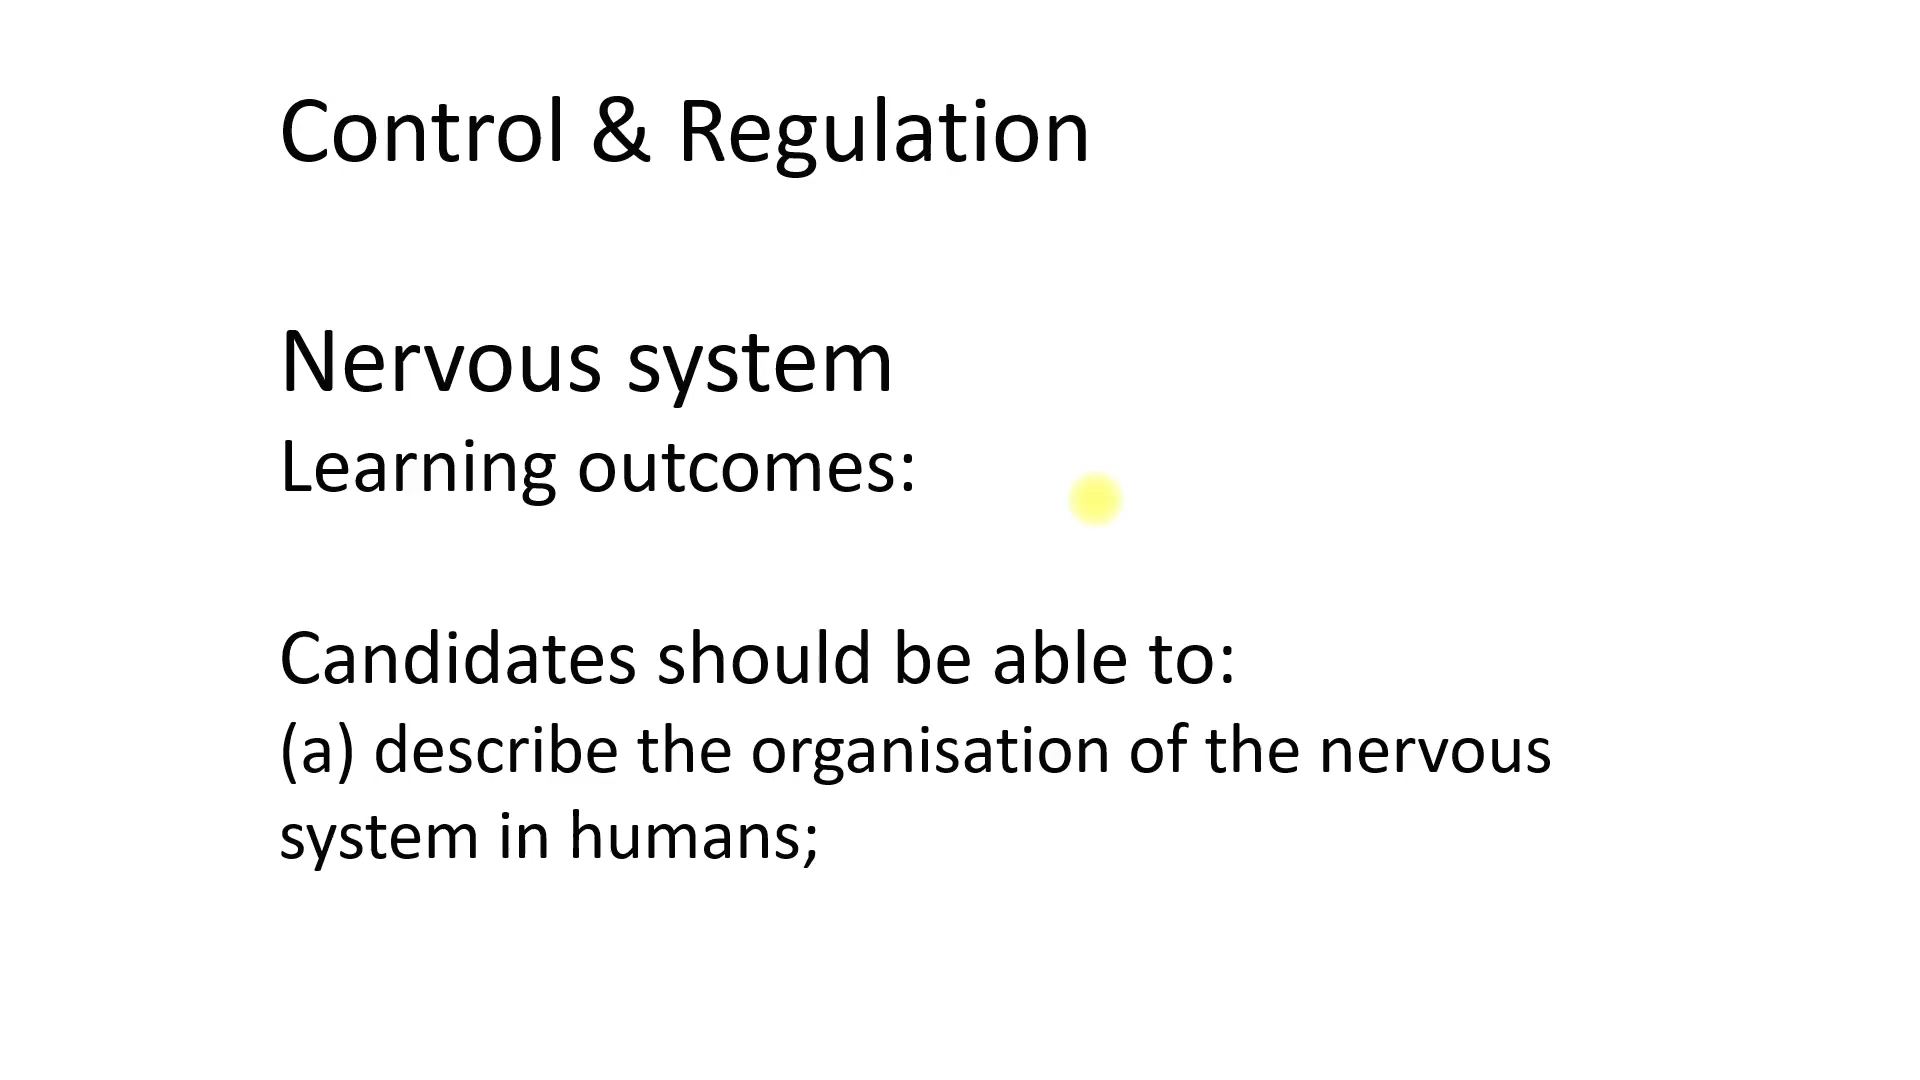 Control & Regulation
Nervous system
Learning outcomes:
Candidates should be able to:
(a) describe the organisation of the nervous
system in humans;